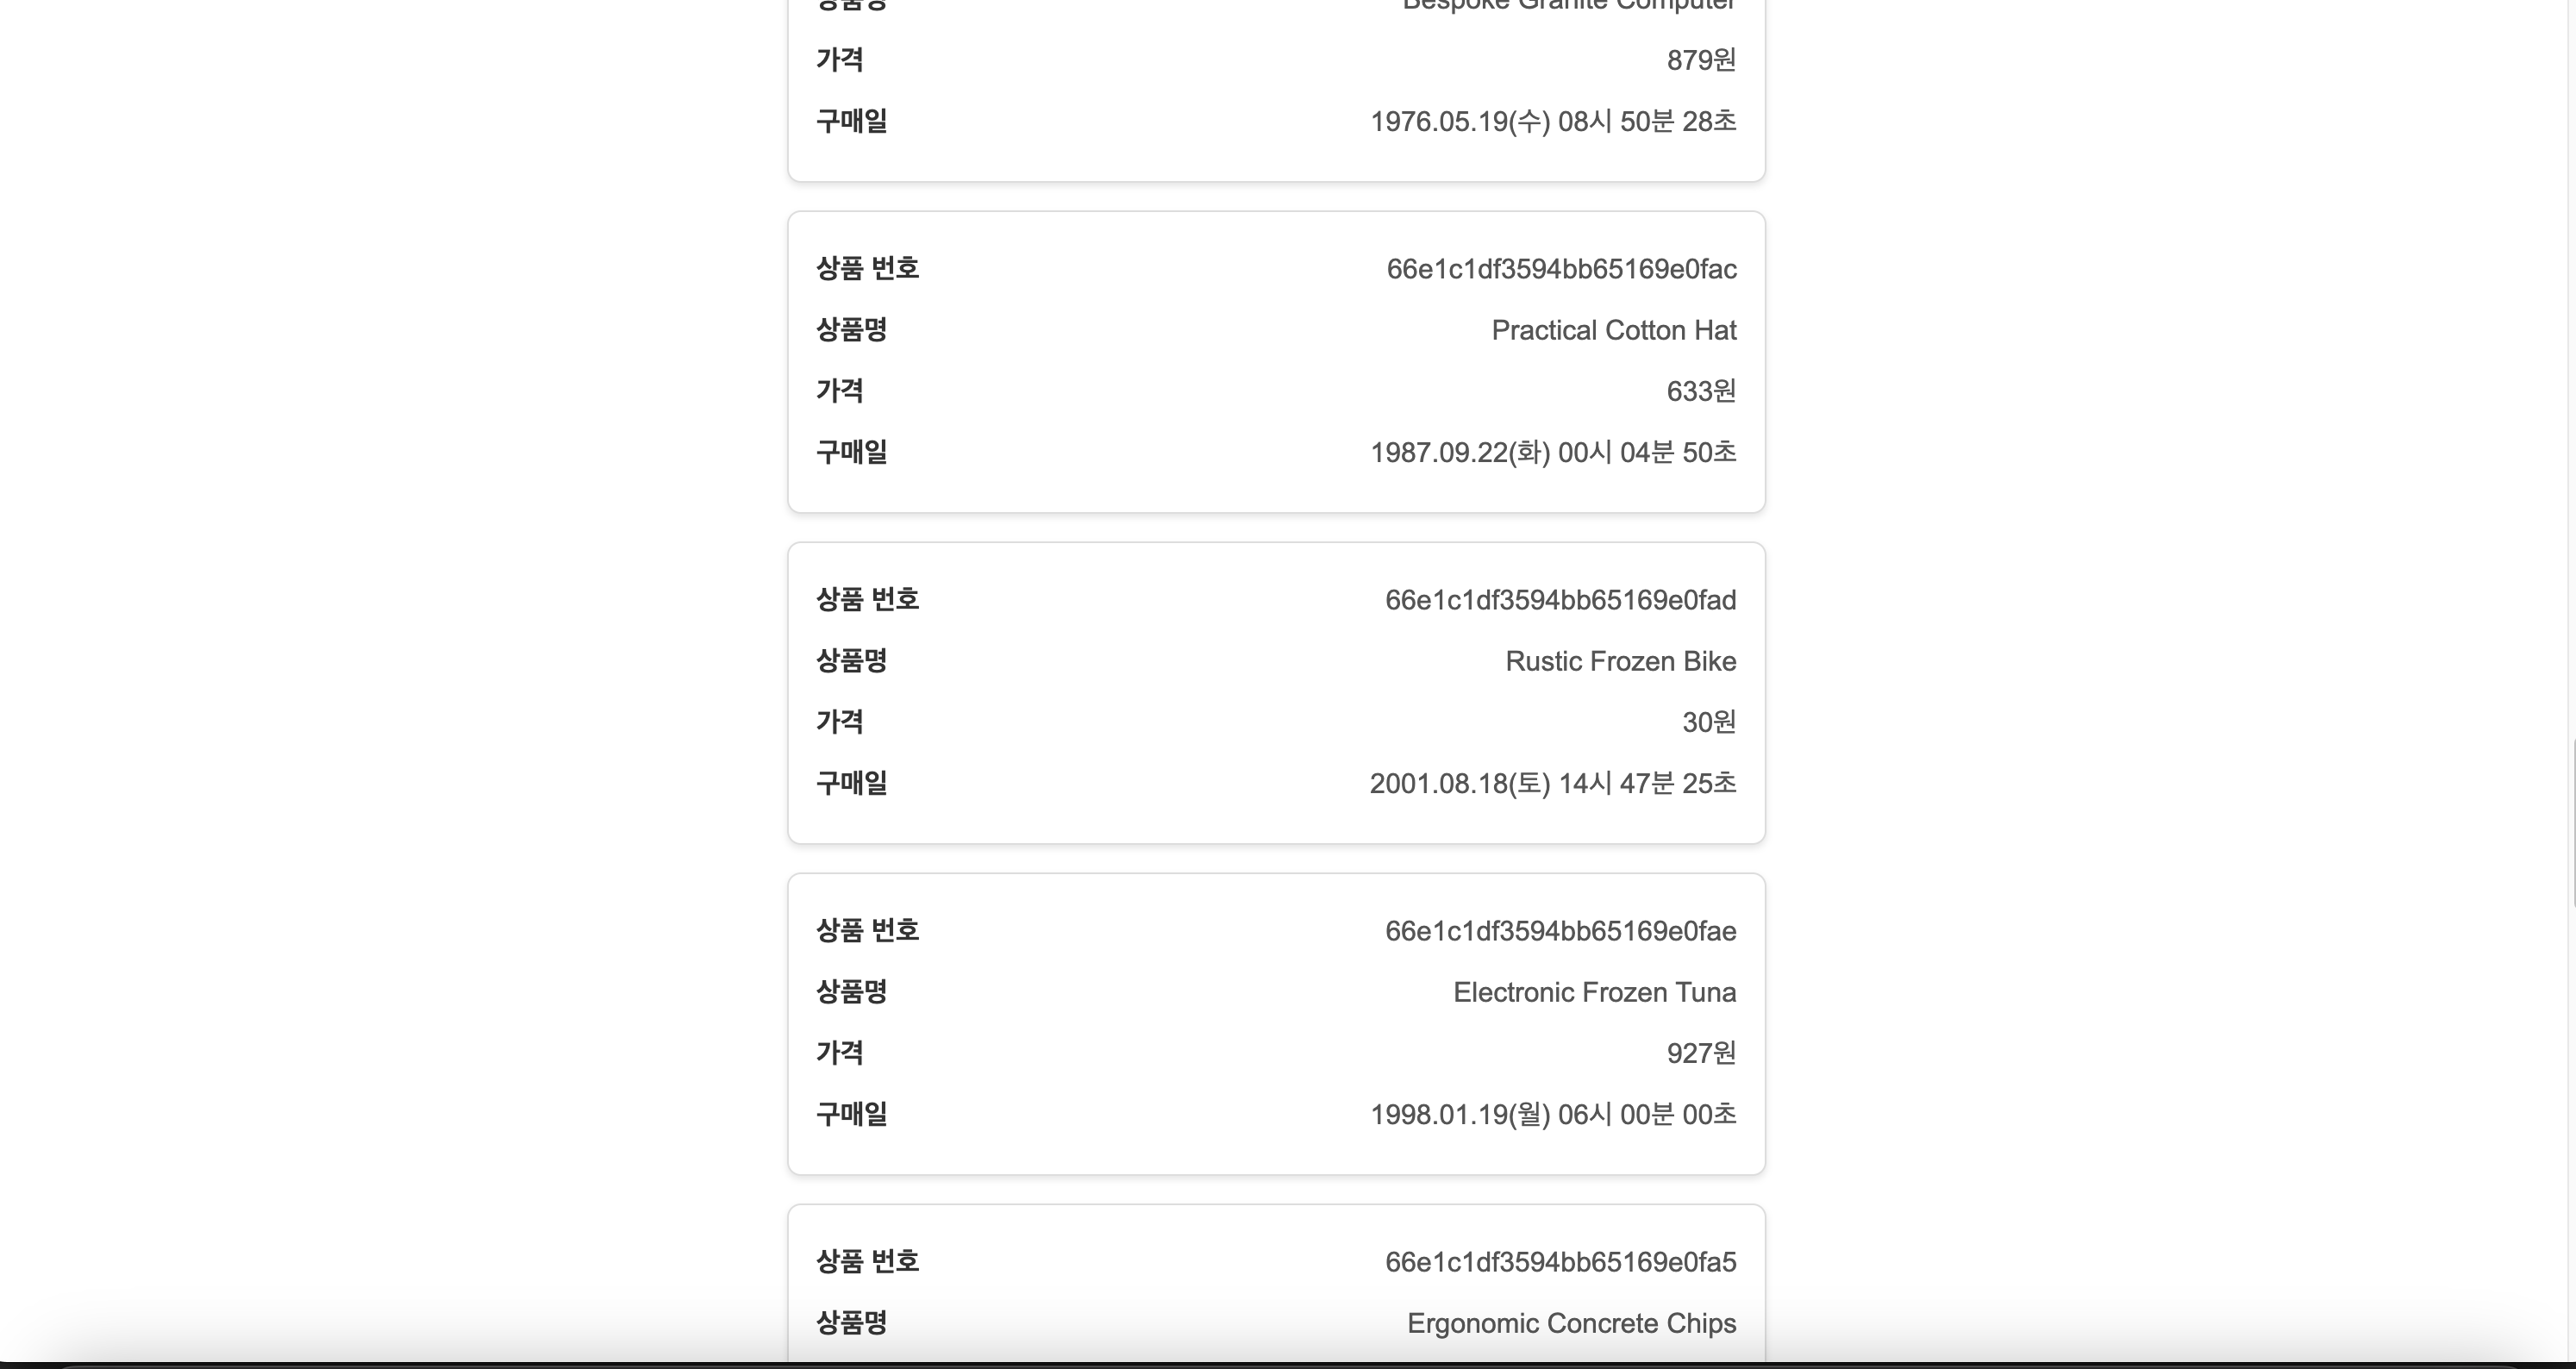 상품명 Bespoke Granite Computer
가격 879원
구매일 1976.05.19(수) 08시 50분 28초
상품 번호 66e1c1df3594bb65169e0fac
상품명 Practical Cotton Hat
가격 633원
구매일 1987.09.22(화) 00시 04분 50초
상품 번호 66e1c1df3594bb65169e0fad
상품명 Rustic Frozen Bike
가격 30원
구매일 2001.08.18(토) 14시 47분 25초
상품 번호 66e1c1df3594bb65169e0fae
상품명 Electronic Frozen Tuna
가격 927원
구매일 1998.01.19(월) 06시 00분 00초
상품 번호 66e1c1df3594bb65169e0fa5
상품명 Ergonomic Concrete Chips